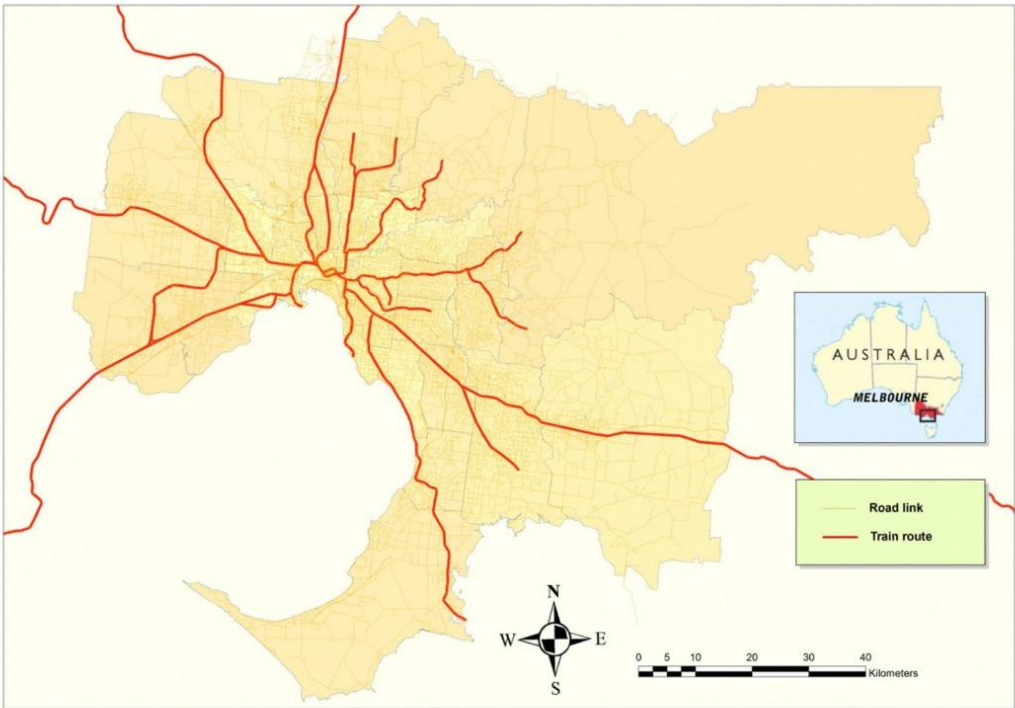 AUSTRALIA
MELBOURNE
Road link
Train route
N
W E
S
0 5 10 20 30 40
Kilometers